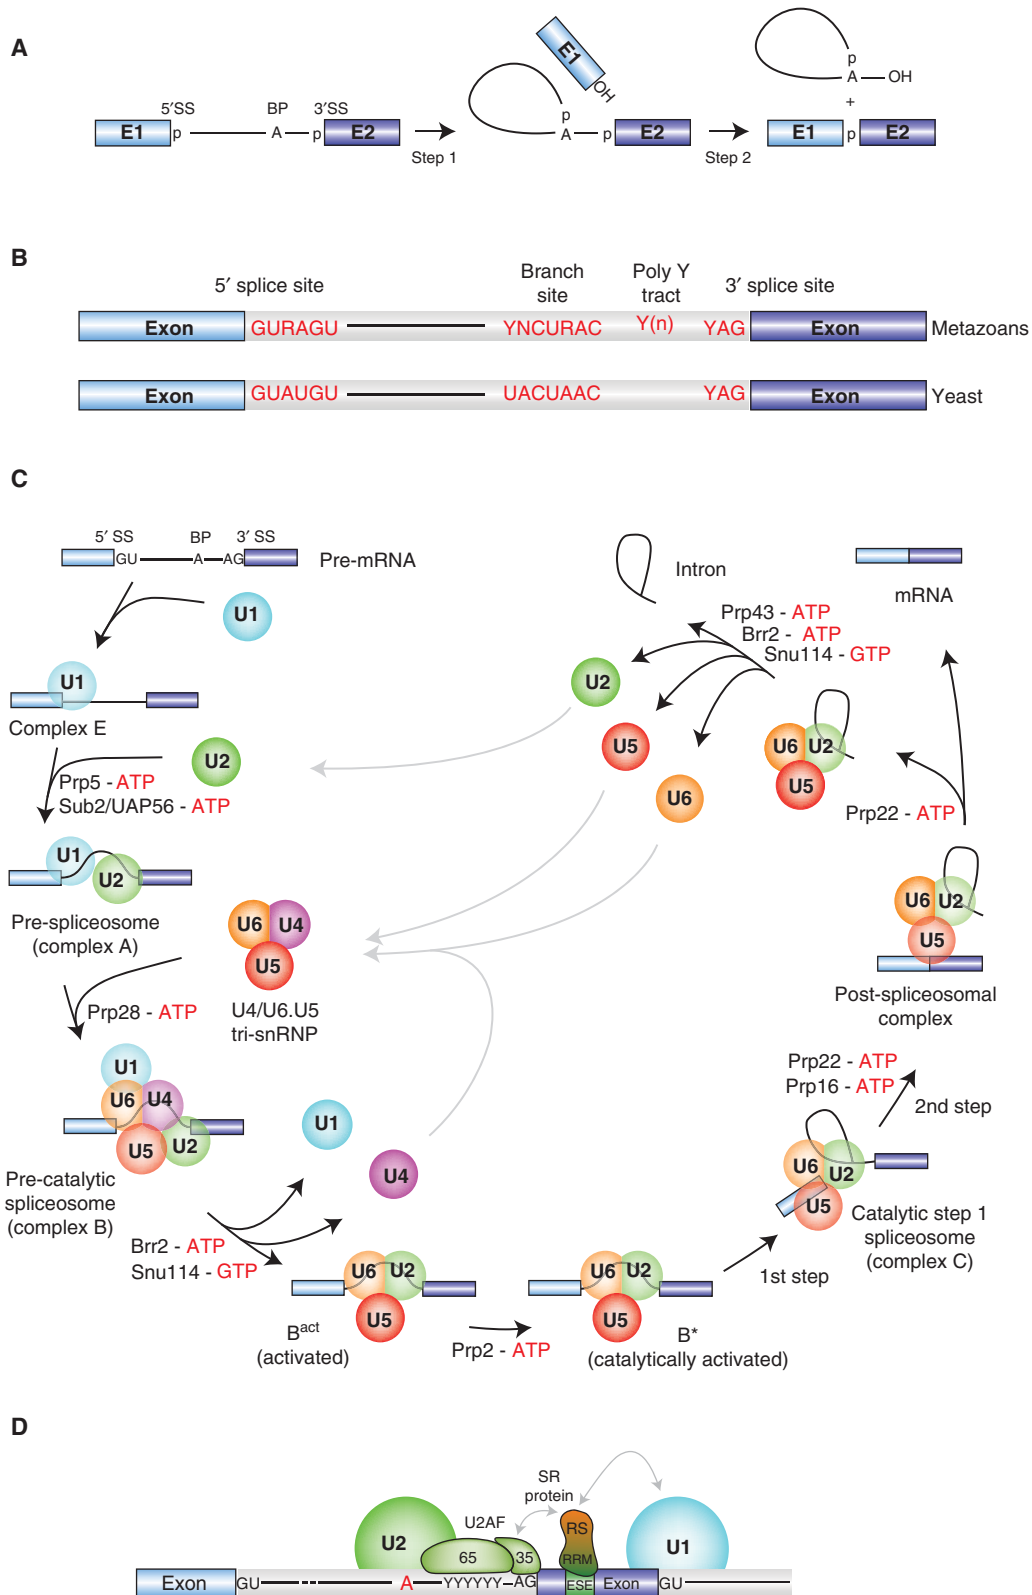 A
5′SS
BP
3′SS
E1
p
A
p
E2
Step 1
E1
OH
p
A
p
E2
Step 2
p
A
OH
+
E1
p
E2
B
5′ splice site
Branch
site
Poly Y
tract
3′ splice site
Exon
GURAGU
YNCURAC
Y(n)
YAG
Exon
Metazoans
Exon
GUAUGU
UACUAAC
YAG
Exon
Yeast
C
5′ SS
BP
3′ SS
GU
A
AG
Pre-mRNA
U1
U1
Complex E
U2
Prp5 - ATP
Sub2/UAP56 - ATP
U1
U2
Pre-spliceosome
(complex A)
U6
U4
U5
U4/U6.U5
tri-snRNP
Prp28 - ATP
U1
U6
U4
U5
U2
Pre-catalytic
spliceosome
(complex B)
U1
U4
Brr2 - ATP
Snu114 - GTP
U6
U2
U5
Bact
(activated)
Prp2 - ATP
U6
U2
U5
B*
(catalytically activated)
1st step
U6
U2
U5
Catalytic step 1
spliceosome
(complex C)
Prp22 - ATP
Prp16 - ATP
2nd step
U6
U2
U5
Post-spliceosomal
complex
Prp22 - ATP
mRNA
U6
U2
U5
Prp43 - ATP
Brr2 - ATP
Snu114 - GTP
Intron
U2
U5
U6
D
SR
protein
U2AF
U2
65
35
RS
RRM
U1
Exon
GU
A
YYYYYY
AG
ESE
Exon
GU